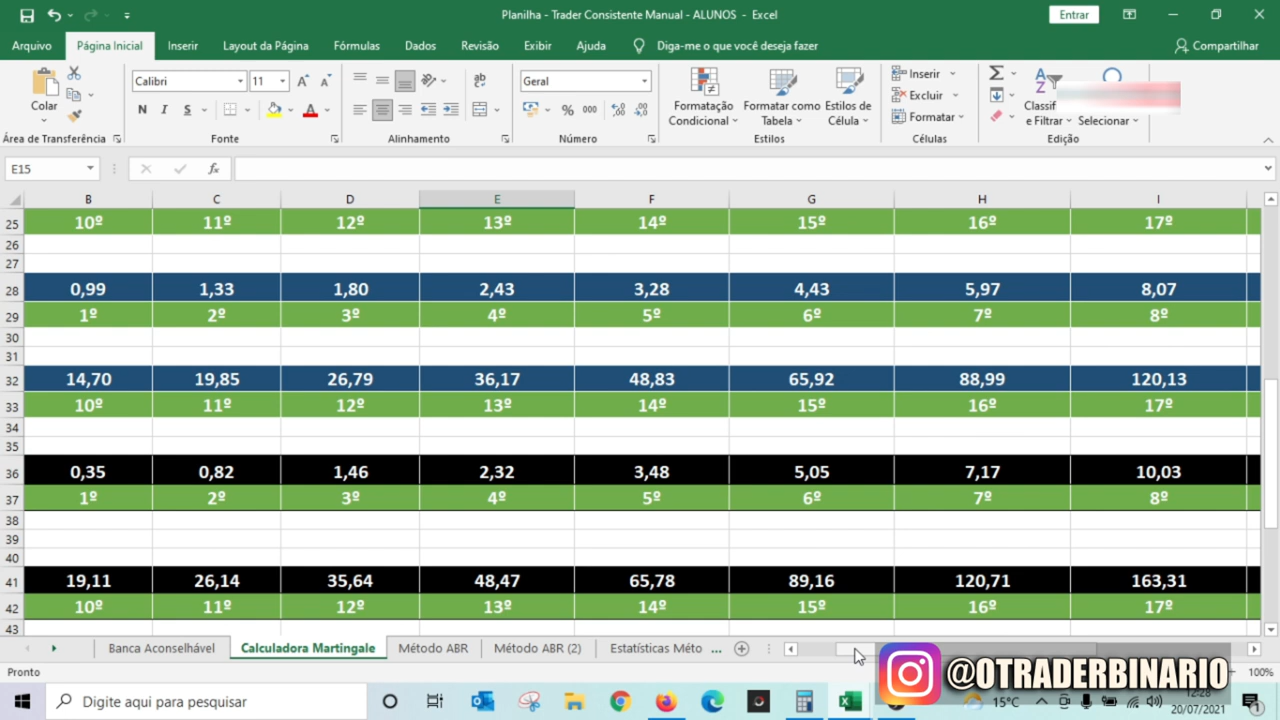 Planilha - Trader Consistente Manual - ALUNOS - Excel
Entrar
Arquivo Página Inicial Inserir Layout da Página Fórmulas Dados Revisão Exibir Ajuda Diga-me o que você deseja fazer Compartilhar
Colar
Calibri 11
N I S
Geral
% 000
Formatação Condicional
Formatar como Tabela
Estilos de Célula
Inserir
Excluir
Formatar
Classif
e Filtrar Selecionar
Área de Transferência Fonte Alinhamento Número Estilos Células Edição
E15 fx
B C D E F G H I
25 10º 11º 12º 13º 14º 15º 16º 17º
26
27
28 0,99 1,33 1,80 2,43 3,28 4,43 5,97 8,07
29 1º 2º 3º 4º 5º 6º 7º 8º
30
31
32 14,70 19,85 26,79 36,17 48,83 65,92 88,99 120,13
33 10º 11º 12º 13º 14º 15º 16º 17º
34
35
36 0,35 0,82 1,46 2,32 3,48 5,05 7,17 10,03
37 1º 2º 3º 4º 5º 6º 7º 8º
38
39
40
41 19,11 26,14 35,64 48,47 65,78 89,16 120,71 163,31
42 10º 11º 12º 13º 14º 15º 16º 17º
43
Banca Aconselhável Calculadora Martingale Método ABR Método ABR (2) Estatísticas Méto ...
Pronto
100%
@OTRADERBINARIO
Digite aqui para pesquisar
15°C
12:28
20/07/2021
1